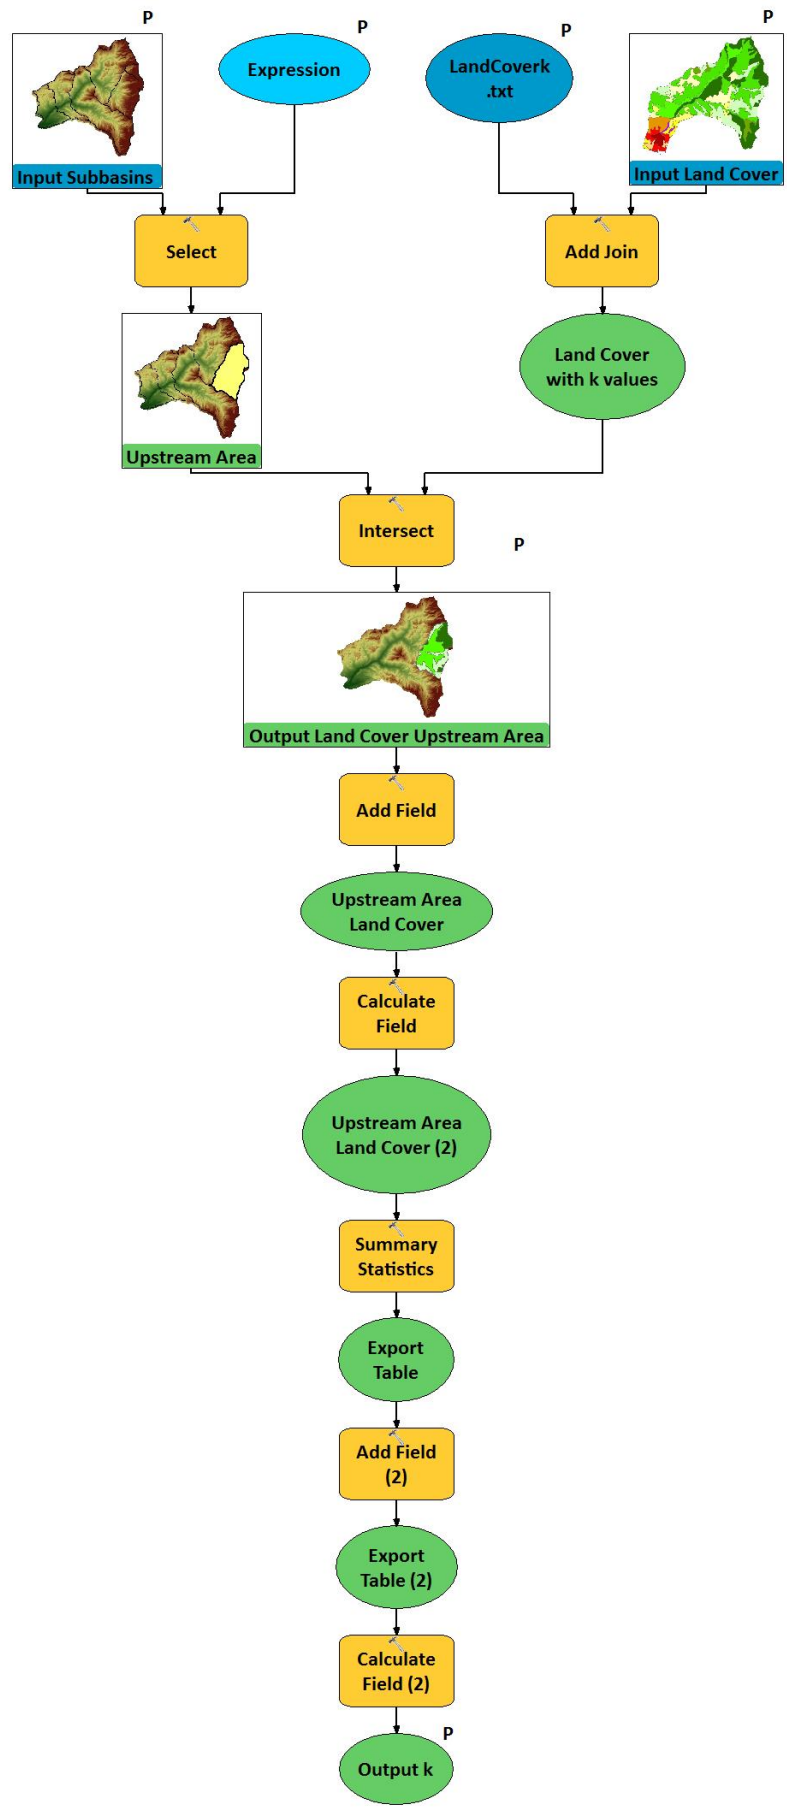 P
P
P
P
Input Subbasins
Expression
LandCoverk
.txt
Input Land Cover
Select
Add Join
Upstream Area
Land Cover
with k values
Intersect
P
Output Land Cover Upstream Area
Add Field
Upstream Area
Land Cover
Calculate
Field
Upstream Area
Land Cover (2)
Summary
Statistics
Export
Table
Add Field
(2)
Export
Table (2)
Calculate
Field (2)
P
Output k